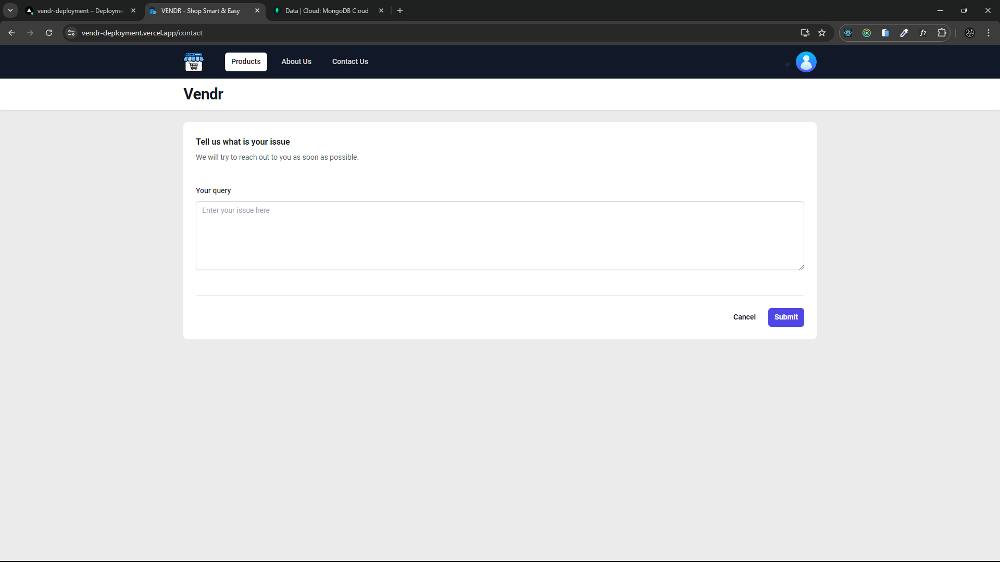 vendr-deployment – Deployme
VENDR - Shop Smart & Easy
Data | Cloud: MongoDB Cloud
vendr-deployment.vercel.app/contact
f?
Products
About Us
Contact Us
Vendr
Tell us what is your issue
We will try to reach out to you as soon as possible.
Your query
Enter your issue here
Cancel
Submit